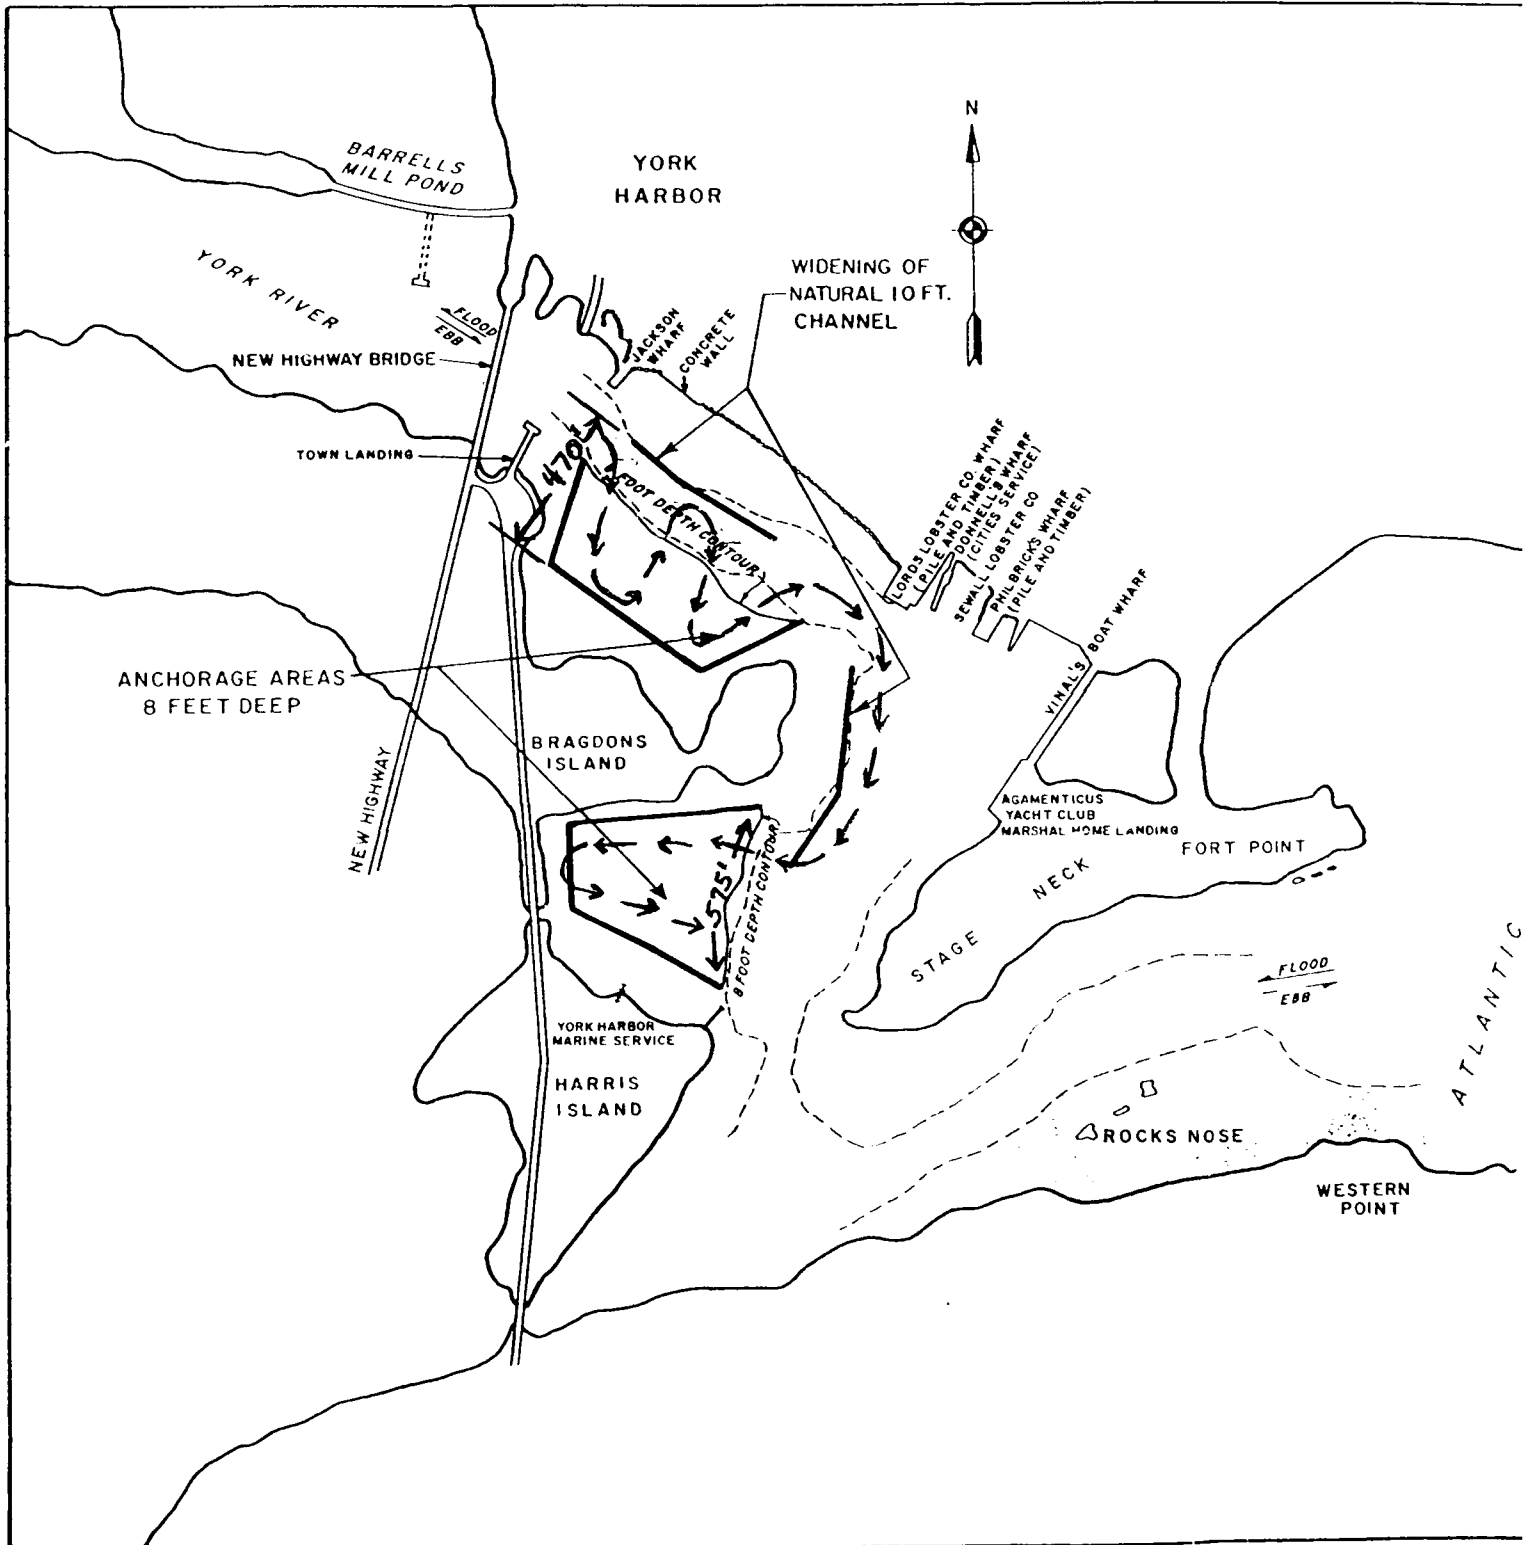 BARRELLS
MILL POND
YORK
HARBOR
N
YORK RIVER
WIDENING OF
NATURAL 10 FT.
CHANNEL
FLOOD
EBB
NEW HIGHWAY BRIDGE
JACKSON
WHARF
CONCRETE
WALL
TOWN LANDING
470'
FOOT DEPTH CONTOUR)
LORDS LOBSTER CO. WHARF
(PILE AND TIMBER)
DONNELL'S WHARF
(CITIES SERVICE)
SEWALL LOBSTER CO
PHILBRICK'S WHARF
(PILE AND TIMBER)
VINAL'S BOAT WHARF
ANCHORAGE AREAS
8 FEET DEEP
BRAGDONS
ISLAND
NEW HIGHWAY
AGAMENTICUS
YACHT CLUB
MARSHAL HOME LANDING
FORT POINT
575'
8 FOOT DEPTH CONTOUR)
STAGE NECK
FLOOD
EBB
ATLANTIC
YORK HARBOR
MARINE SERVICE
HARRIS
ISLAND
ROCKS NOSE
WESTERN
POINT